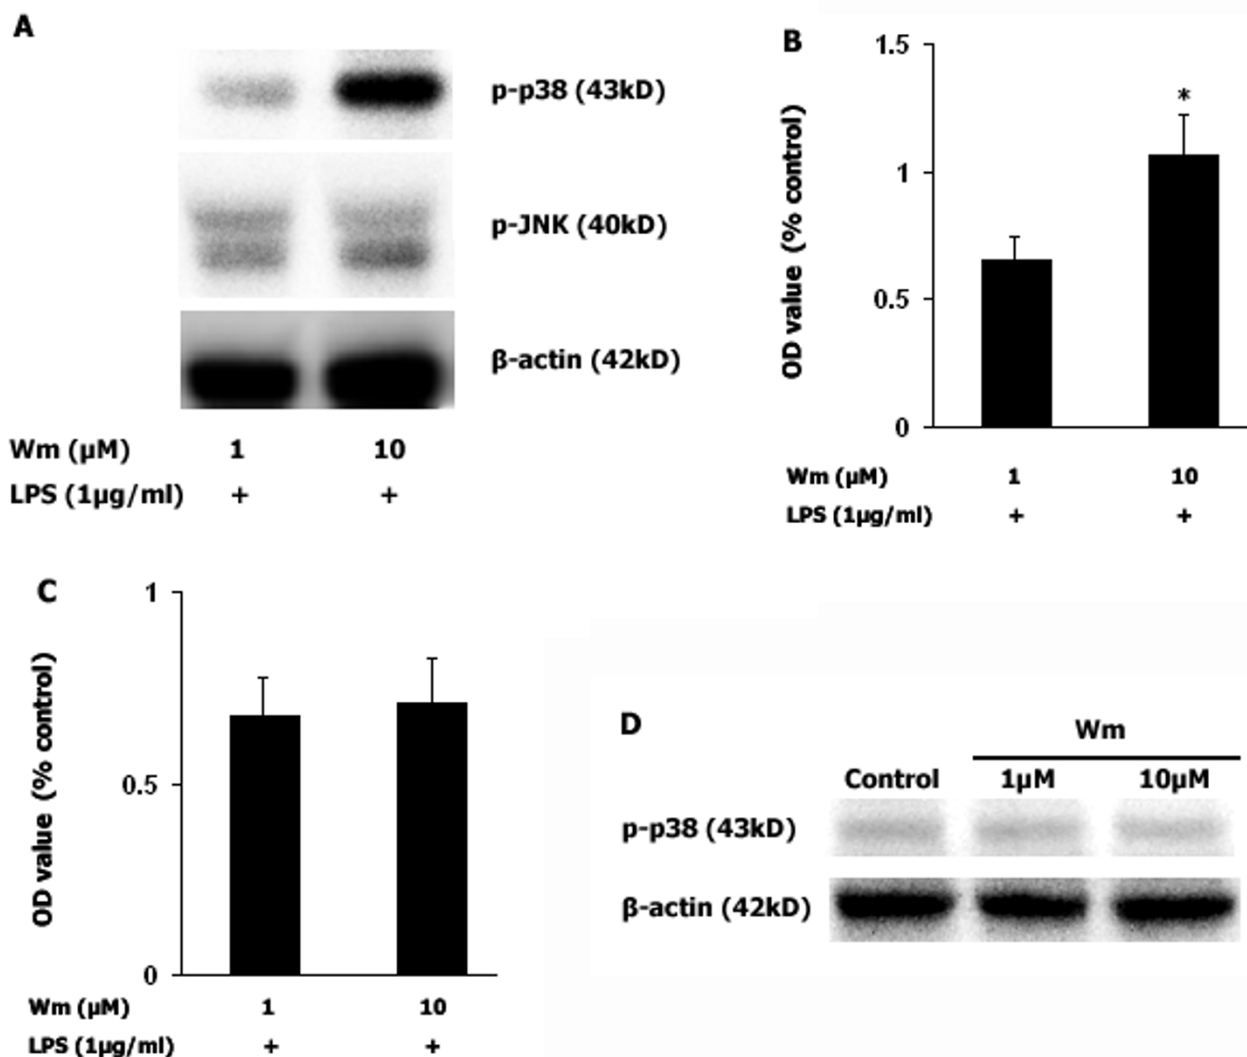 A
p-p38 (43kD)
p-JNK (40kD)
β-actin (42kD)
Wm (μM) 1 10
LPS (1μg/ml) + +
B
OD value (% control)
1.5
1
0.5
0
*
Wm (μM) 1 10
LPS (1μg/ml) + +
C
OD value (% control)
1
0.5
0
Wm (μM) 1 10
LPS (1μg/ml) + +
D
Wm
Control 1μM 10μM
p-p38 (43kD)
β-actin (42kD)